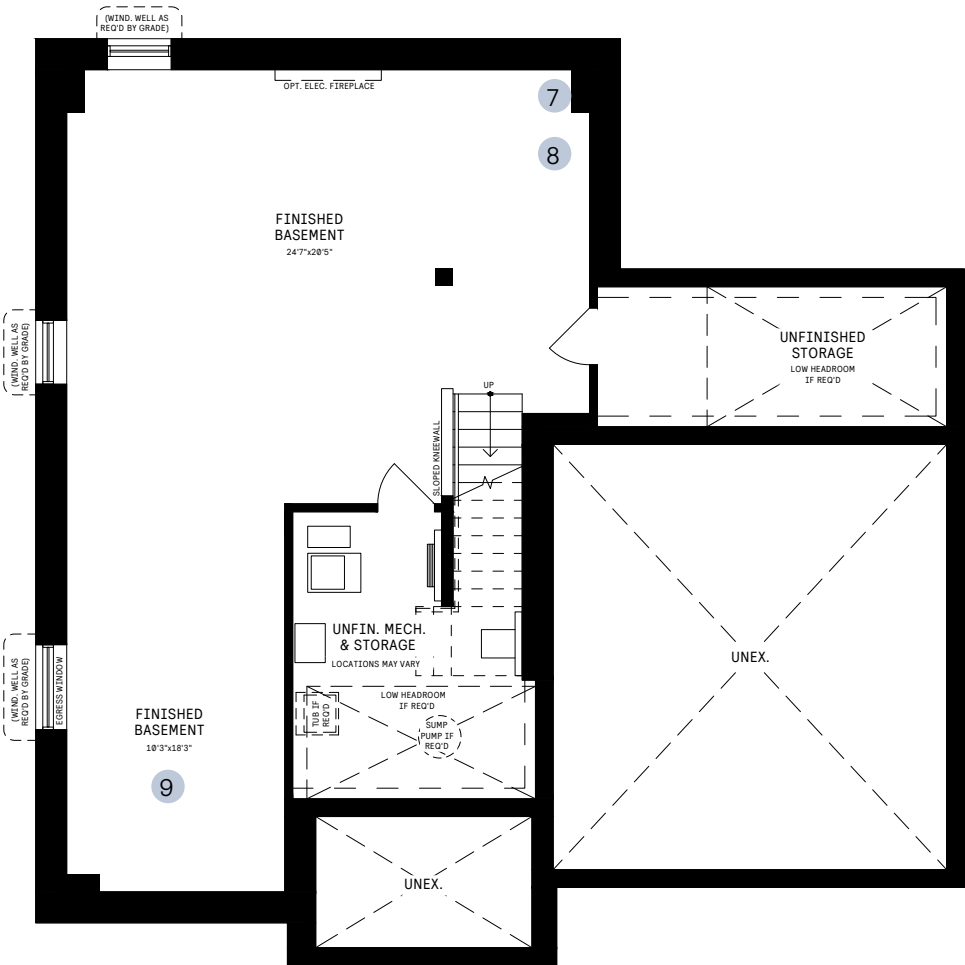 (WIND. WELL AS
REQ'D BY GRADE)
OPT. ELEC. FIREPLACE
7
8
FINISHED
BASEMENT
24'7"x20'5"
(WIND. WELL AS
REQ'D BY GRADE)
UNFINISHED
STORAGE
LOW HEADROOM
IF REQ'D
UP
SLOPED KNEEWALL
UNFIN. MECH.
& STORAGE
LOCATIONS MAY VARY
UNEX.
(WIND. WELL AS
REQ'D BY GRADE)
EGRESS WINDOW
LOW HEADROOM
IF REQ'D
TUB IF
REQ'D
SUMP
PUMP IF
REQ'D
FINISHED
BASEMENT
10'3"x18'3"
9
UNEX.